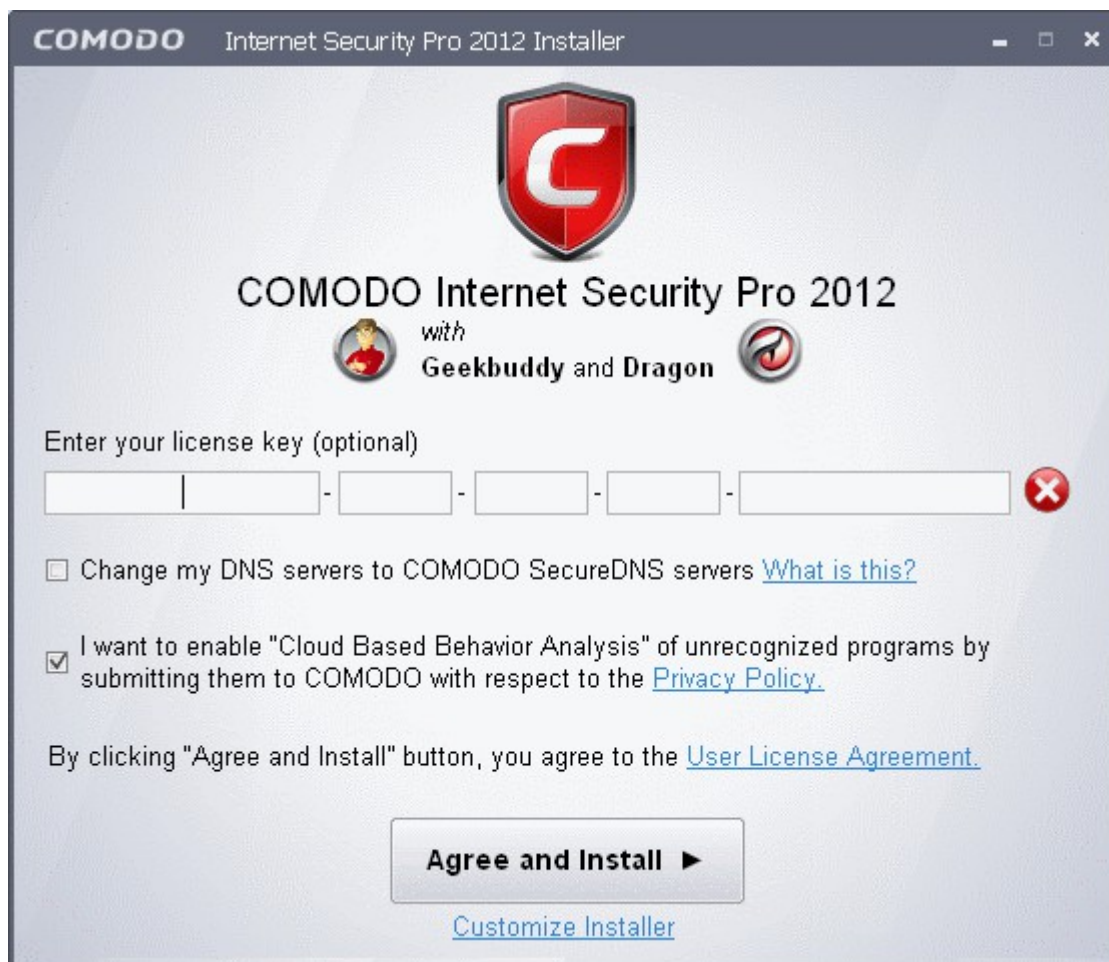 COMODO Internet Security Pro 2012 Installer
COMODO Internet Security Pro 2012
with
Geekbuddy and Dragon
Enter your license key (optional)
- - - -
Change my DNS servers to COMODO SecureDNS servers What is this?
I want to enable "Cloud Based Behavior Analysis" of unrecognized programs by
submitting them to COMODO with respect to the Privacy Policy.
By clicking "Agree and Install" button, you agree to the User License Agreement.
Agree and Install ►
Customize Installer